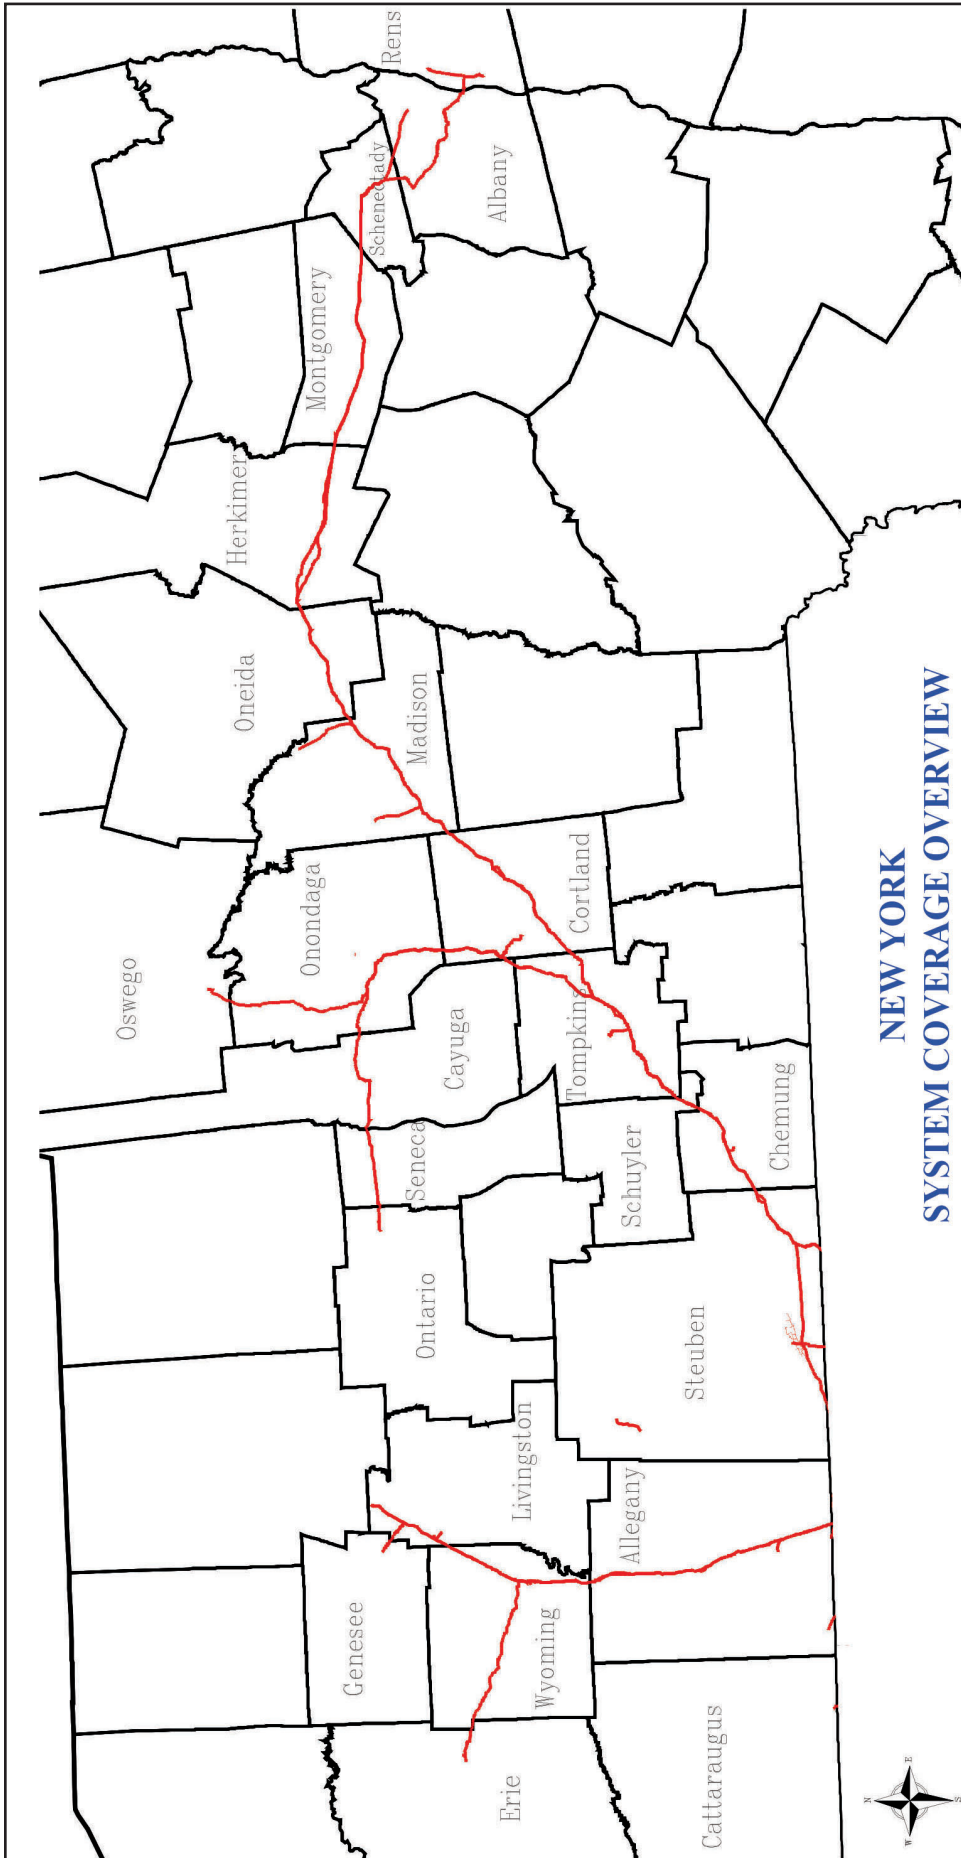 Oswego
Oneida
Herkimer
Montgomery
Rens
Schenectady
Albany
Genesee
Ontario
Seneca
Cayuga
Onondaga
Madison
Erie
Wyoming
Livingston
Allegany
Steuben
Schuyler
Tompkins
Cortland
Cattaraugus
Chemung
NEW YORK
SYSTEM COVERAGE OVERVIEW
N
W
E
S